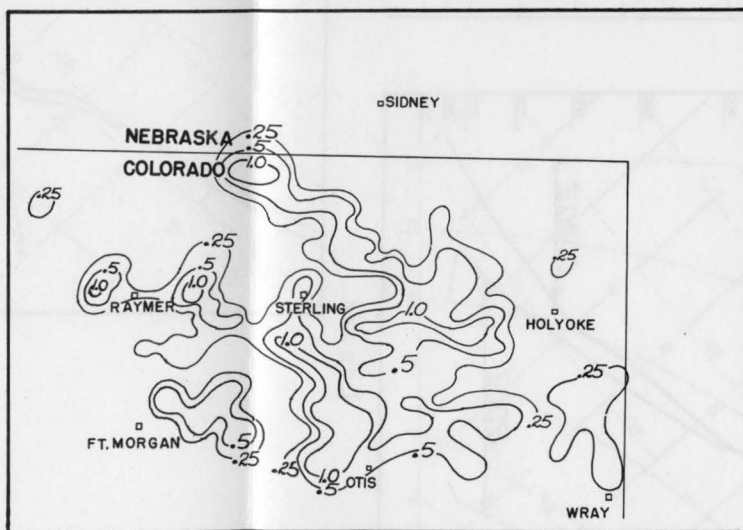 SIDNEY
NEBRASKA
.25
.5
COLORADO
1.0
.25
.25
.25
.5
.5
1.0
1.0
RAYMER
STERLING
1.0
HOLYOKE
1.0
.5
.25
.25
FT. MORGAN
.5
.25
.25
.5
1.0
OTIS
.5
WRAY